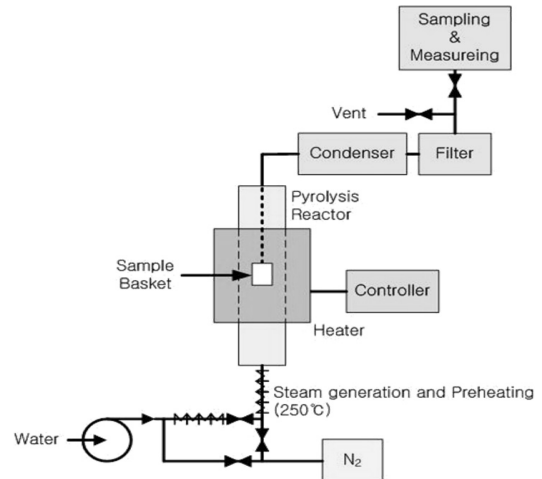 Sampling
&
Measureing
Vent
Condenser
Filter
Pyrolysis
Reactor
Sample
Basket
Controller
Heater
Steam generation and Preheating
(250℃)
Water
N₂